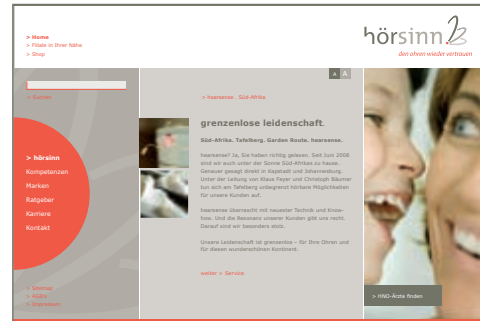 > Home
> Filiale in Ihrer Nähe
> Shop
hörsinn
den ohren wieder vertrauen
A A
> Suchen
> hearsense . Süd-Afrika
grenzenlose leidenschaft.
Süd-Afrika. Tafelberg. Garden Route. hearsense.
hearsense? Ja, Sie haben richtig gelesen. Seit Juni 2008
sind wir auch unter der Sonne Süd-Afrikas zu hause.
Genauer gesagt direkt in Kapstadt und Johannesburg.
Unter der Leitung von Klaus Feyer und Christoph Bäumer
tun sich am Tafelberg unbegrenzt hörbare Möglichkeiten
für unsere Kunden auf.
hearsense überrascht mit neuester Technik und Know-
how. Und die Resonanz unserer Kunden gibt uns recht.
Darauf sind wir besonders stolz.
Unsere Leidenschaft ist grenzenlos – für Ihre Ohren und
für diesen wunderschönen Kontinent.
weiter > Service
> hörsinn
Kompetenzen
Marken
Ratgeber
Karriere
Kontakt
> Sitemap
> AGB's
> Impressum
> HNO-Ärzte finden